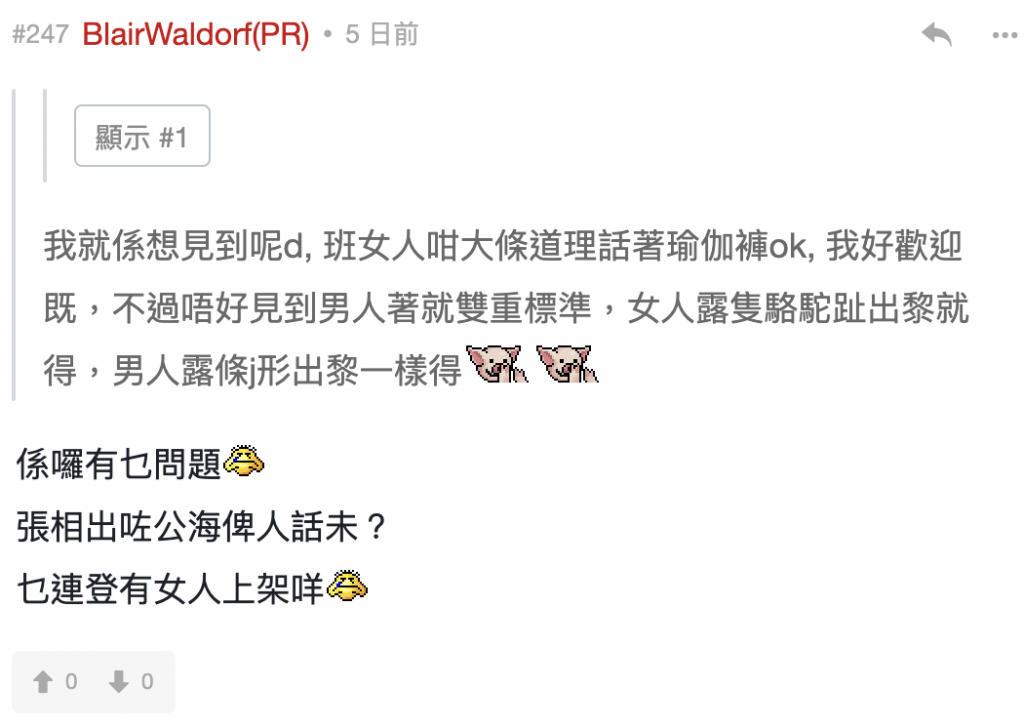 #247 BlairWaldorf(PR) • 5 日前
顯示 #1
我就係想見到呢d, 班女人咁大條道理話著瑜伽褲ok, 我好歡迎
既，不過唔好見到男人著就雙重標準，女人露隻駱駝趾出黎就
得，男人露條j形出黎一樣得
係囉有乜問題
張相出咗公海俾人話未？
乜連登有女人上架咩
0 0